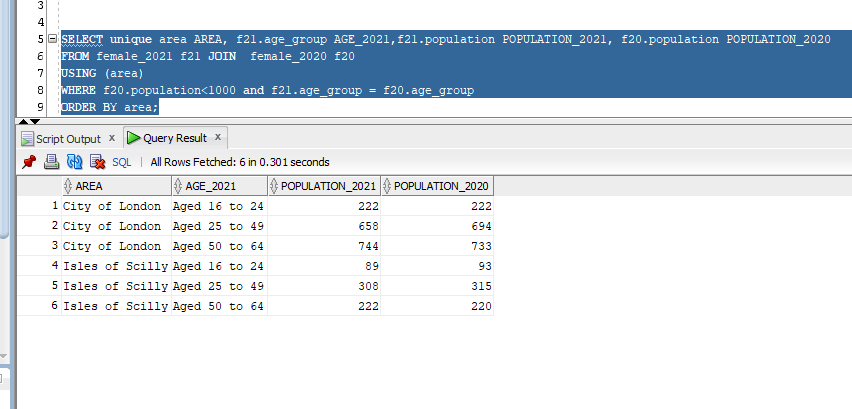 3
4
5 SELECT unique area AREA, f21.age_group AGE_2021,f21.population POPULATION_2021, f20.population POPULATION_2020
6 FROM female_2021 f21 JOIN  female_2020 f20
7 USING (area)
8 WHERE f20.population<1000 and f21.age_group = f20.age_group
9 ORDER BY area;
Script Output x Query Result x
SQL | All Rows Fetched: 6 in 0.301 seconds
AREA AGE_2021 POPULATION_2021 POPULATION_2020
1 City of London Aged 16 to 24 222 222
2 City of London Aged 25 to 49 658 694
3 City of London Aged 50 to 64 744 733
4 Isles of Scilly Aged 16 to 24 89 93
5 Isles of Scilly Aged 25 to 49 308 315
6 Isles of Scilly Aged 50 to 64 222 220